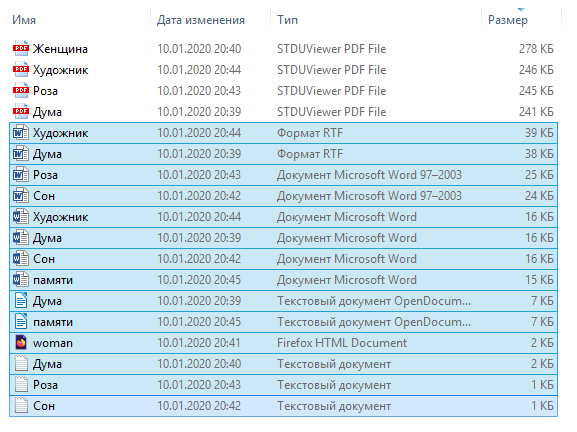 Имя Дата изменения Тип Размер
PDF Женщина 10.01.2020 20:40 STDUViewer PDF File 278 КБ
PDF Художник 10.01.2020 20:44 STDUViewer PDF File 246 КБ
PDF Роза 10.01.2020 20:43 STDUViewer PDF File 245 КБ
PDF Дума 10.01.2020 20:39 STDUViewer PDF File 241 КБ
W Художник 10.01.2020 20:44 Формат RTF 39 КБ
W Дума 10.01.2020 20:39 Формат RTF 38 КБ
W Роза 10.01.2020 20:43 Документ Microsoft Word 97–2003 25 КБ
W Сон 10.01.2020 20:42 Документ Microsoft Word 97–2003 24 КБ
W Художник 10.01.2020 20:44 Документ Microsoft Word 16 КБ
W Дума 10.01.2020 20:39 Документ Microsoft Word 16 КБ
W Сон 10.01.2020 20:42 Документ Microsoft Word 16 КБ
W памяти 10.01.2020 20:45 Документ Microsoft Word 15 КБ
Дума 10.01.2020 20:39 Текстовый документ OpenDocum... 7 КБ
памяти 10.01.2020 20:45 Текстовый документ OpenDocum... 7 КБ
woman 10.01.2020 20:41 Firefox HTML Document 2 КБ
Дума 10.01.2020 20:40 Текстовый документ 2 КБ
Роза 10.01.2020 20:43 Текстовый документ 1 КБ
Сон 10.01.2020 20:42 Текстовый документ 1 КБ